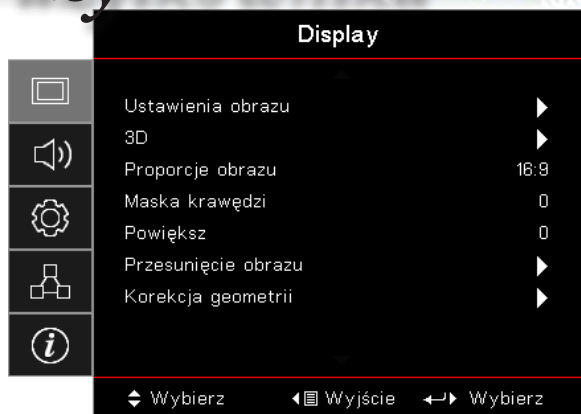 Display
Ustawienia obrazu
3D
Proporcje obrazu 16:9
Maska krawędzi 0
Powiększ 0
Przesunięcie obrazu
Korekcja geometrii
Wybierz Wyjście Wybierz